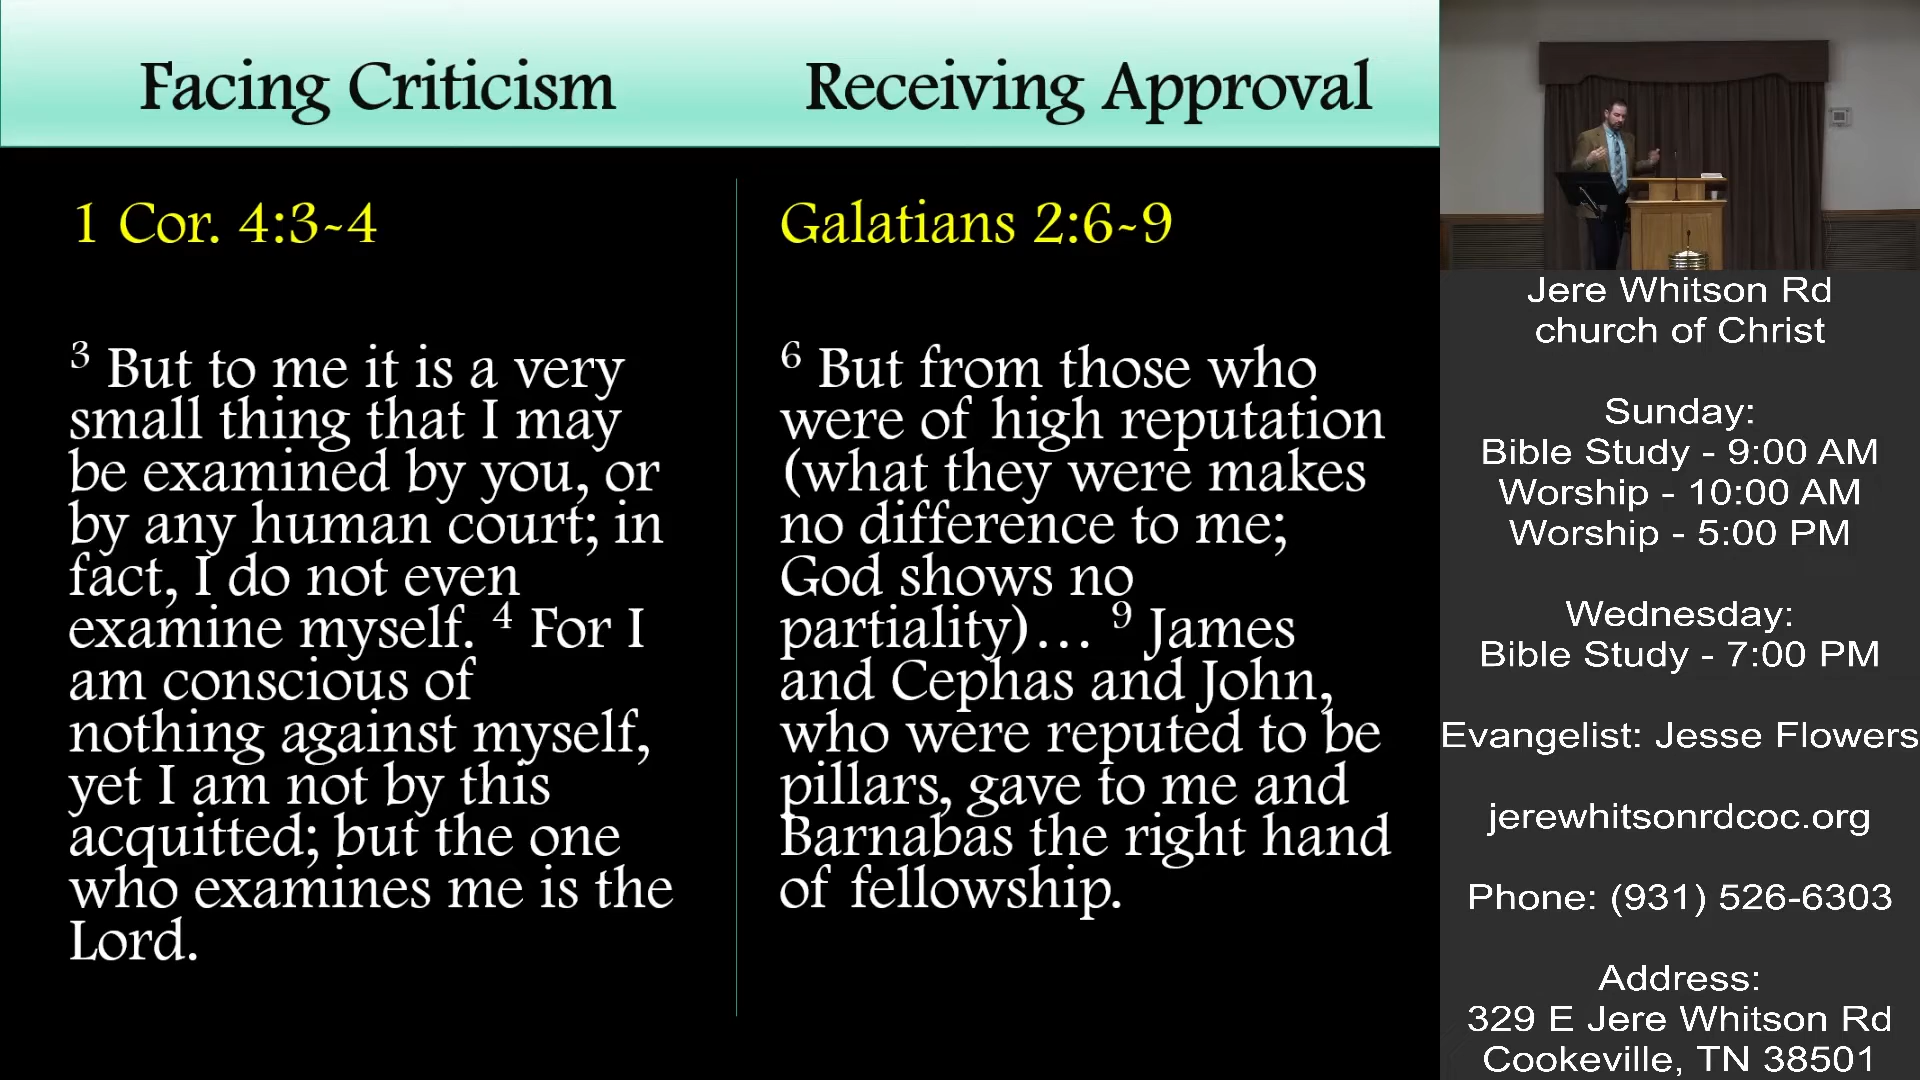 Facing Criticism
1 Cor. 4:3~4
³ But to me it is a very
small thing that I may
be examined by you, or
by any human court; in
fact, I do not even
examine myself. ⁴ For I
am conscious of
nothing against myself,
yet I am not by this
acquitted; but the one
who examines me is the
Lord.
Receiving Approval
Galatians 2:6~9
⁶ But from those who
were of high reputation
(what they were makes
no difference to me;
God shows no
partiality)… ⁹ James
and Cephas and John,
who were reputed to be
pillars, gave to me and
Barnabas the right hand
of fellowship.
Jere Whitson Rd
church of Christ
Sunday:
Bible Study - 9:00 AM
Worship - 10:00 AM
Worship - 5:00 PM
Wednesday:
Bible Study - 7:00 PM
Evangelist: Jesse Flowers
jerewhitsonrdcoc.org
Phone: (931) 526-6303
Address:
329 E Jere Whitson Rd
Cookeville, TN 38501